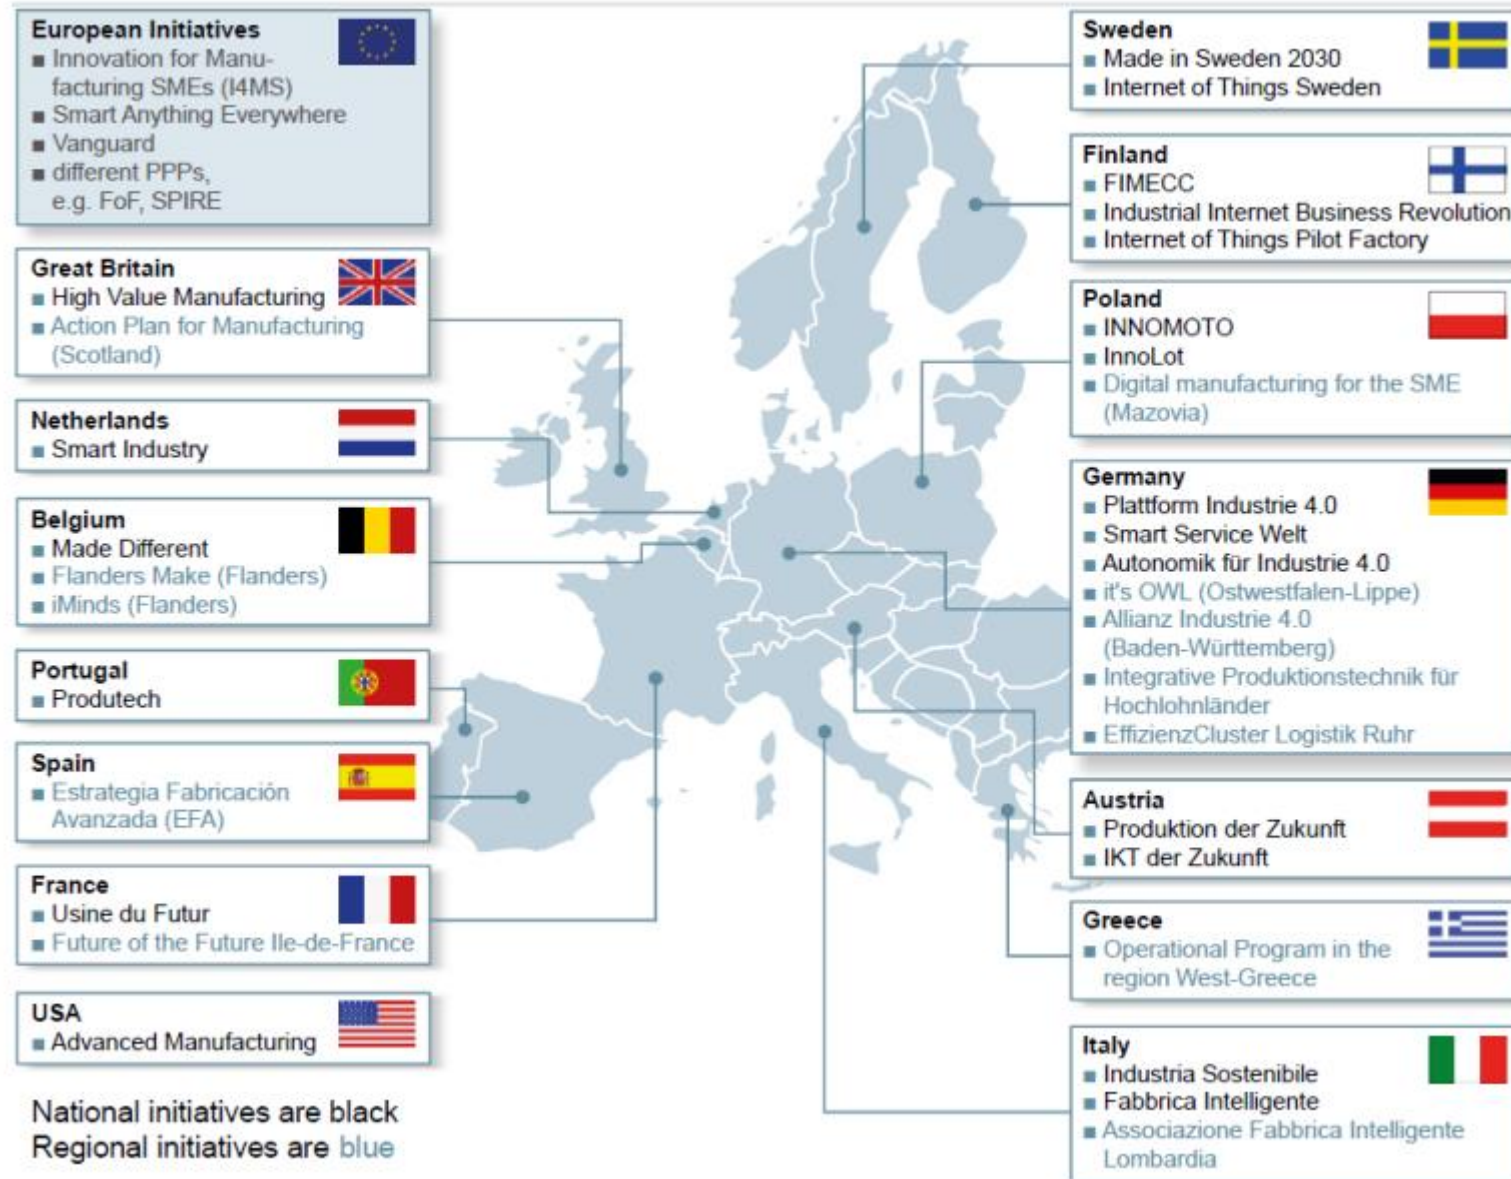 European Initiatives
Innovation for Manu-
facturing SMEs (I4MS)
Smart Anything Everywhere
Vanguard
different PPPs,
e.g. FoF, SPIRE
Great Britain
High Value Manufacturing
Action Plan for Manufacturing
(Scotland)
Netherlands
Smart Industry
Belgium
Made Different
Flanders Make (Flanders)
iMinds (Flanders)
Portugal
Produtech
Spain
Estrategia Fabricación
Avanzada (EFA)
France
Usine du Futur
Future of the Future Ile-de-France
USA
Advanced Manufacturing
National initiatives are black
Regional initiatives are blue
Sweden
Made in Sweden 2030
Internet of Things Sweden
Finland
FIMECC
Industrial Internet Business Revolution
Internet of Things Pilot Factory
Poland
INNOMOTO
InnoLot
Digital manufacturing for the SME
(Mazovia)
Germany
Plattform Industrie 4.0
Smart Service Welt
Autonomik für Industrie 4.0
it's OWL (Ostwestfalen-Lippe)
Allianz Industrie 4.0
(Baden-Württemberg)
Integrative Produktionstechnik für
Hochlohnländer
EffizienzCluster Logistik Ruhr
Austria
Produktion der Zukunft
IKT der Zukunft
Greece
Operational Program in the
region West-Greece
Italy
Industria Sostenibile
Fabbrica Intelligente
Associazione Fabbrica Intelligente
Lombardia